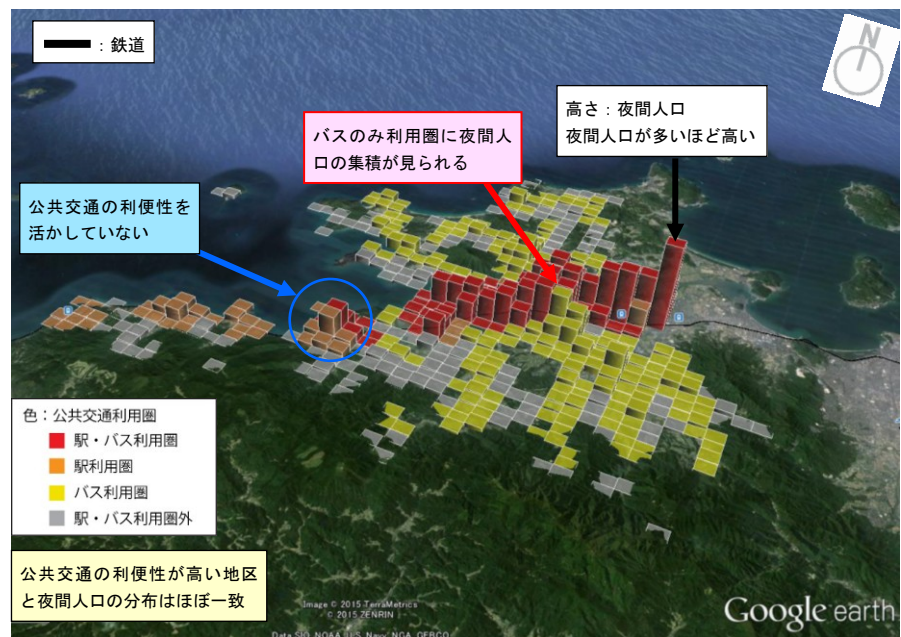 ：鉄道
N
高さ：夜間人口
夜間人口が多いほど高い
バスのみ利用圏に夜間人
口の集積が見られる
公共交通の利便性を
活かしていない
色：公共交通利用圏
駅・バス利用圏
駅利用圏
バス利用圏
駅・バス利用圏外
公共交通の利便性が高い地区
と夜間人口の分布はほぼ一致
Image © 2015 TerraMetrics
© 2015 ZENRIN
Data SIO, NOAA, U.S. Navy, NGA, GEBCO
Google earth